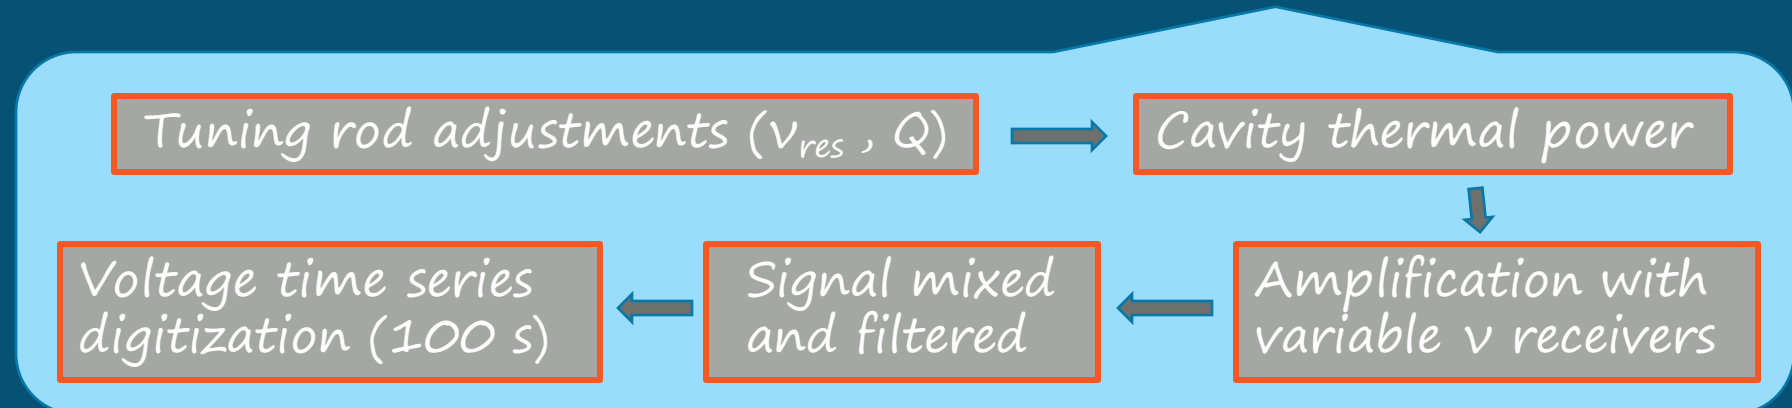 Tuning rod adjustments (ν_res , Q)
Cavity thermal power
Amplification with
variable ν receivers
Signal mixed
and filtered
Voltage time series
digitization (100 s)